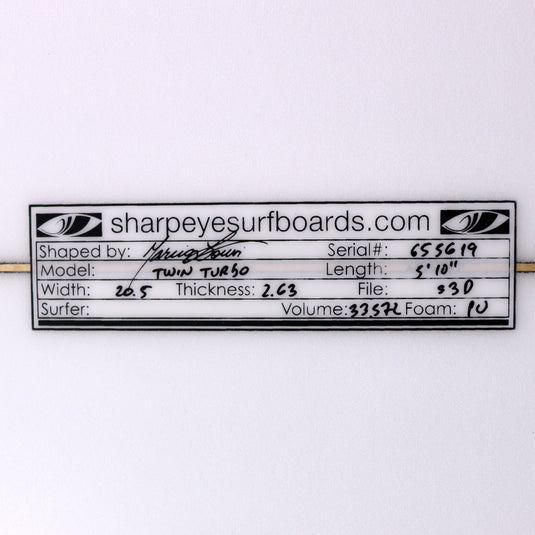 sharpeyesurfboards.com
Shaped by: Serial#: 655619
Model: TWIN TURBO Length: 5'10"
Width: 20.5 Thickness: 2.63 File: S3D
Surfer: Volume: 33.57L Foam: PU